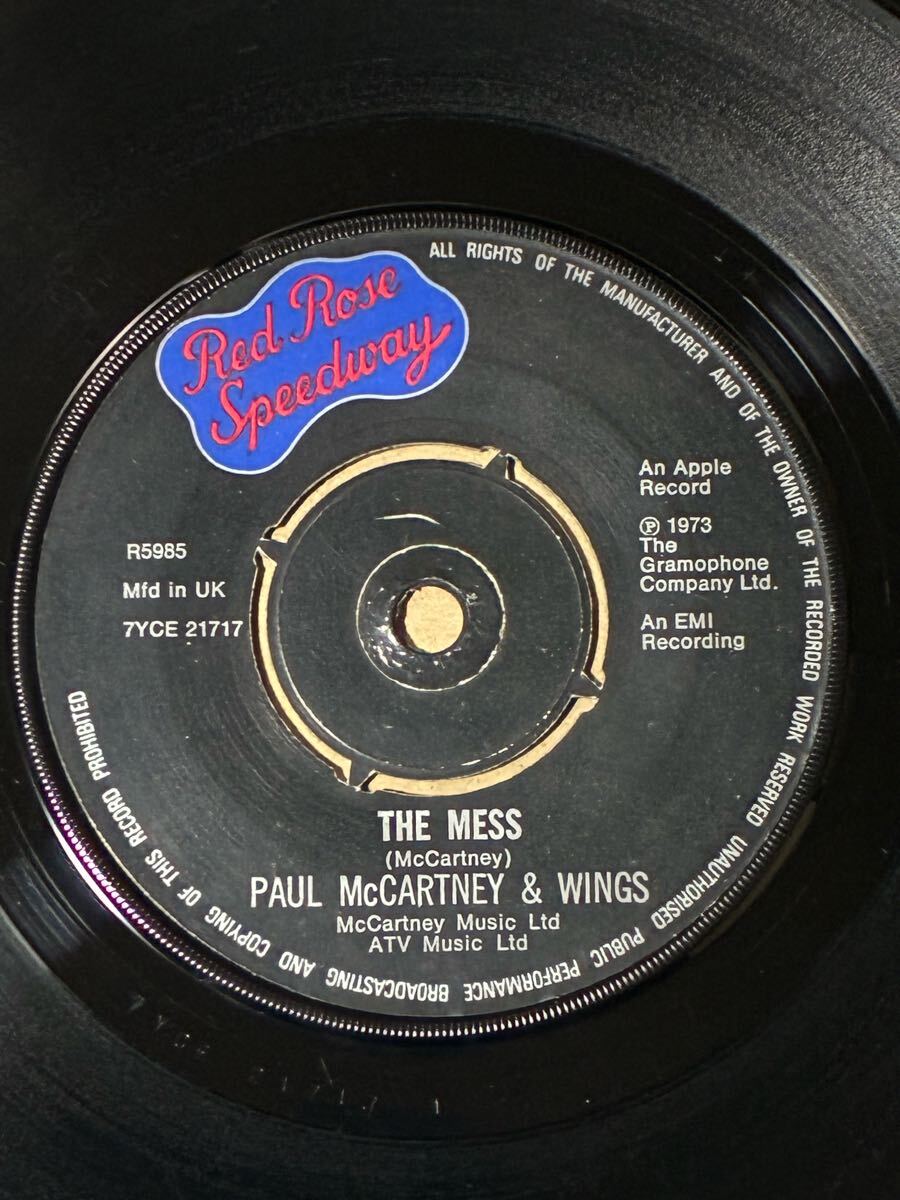 Red Rose
Speedway
ALL RIGHTS OF THE MANUFACTURER AND OF THE OWNER OF THE RECORDED WORK RESERVED UNAUTHORISED PUBLIC PERFORMANCE BROADCASTING AND COPYING OF THIS RECORD PROHIBITED
R5985
Mfd in UK
7YCE 21717
An Apple
Record
Ⓟ 1973
The
Gramophone
Company Ltd.
An EMI
Recording
THE MESS
(McCartney)
PAUL McCARTNEY & WINGS
McCartney Music Ltd
ATV Music Ltd